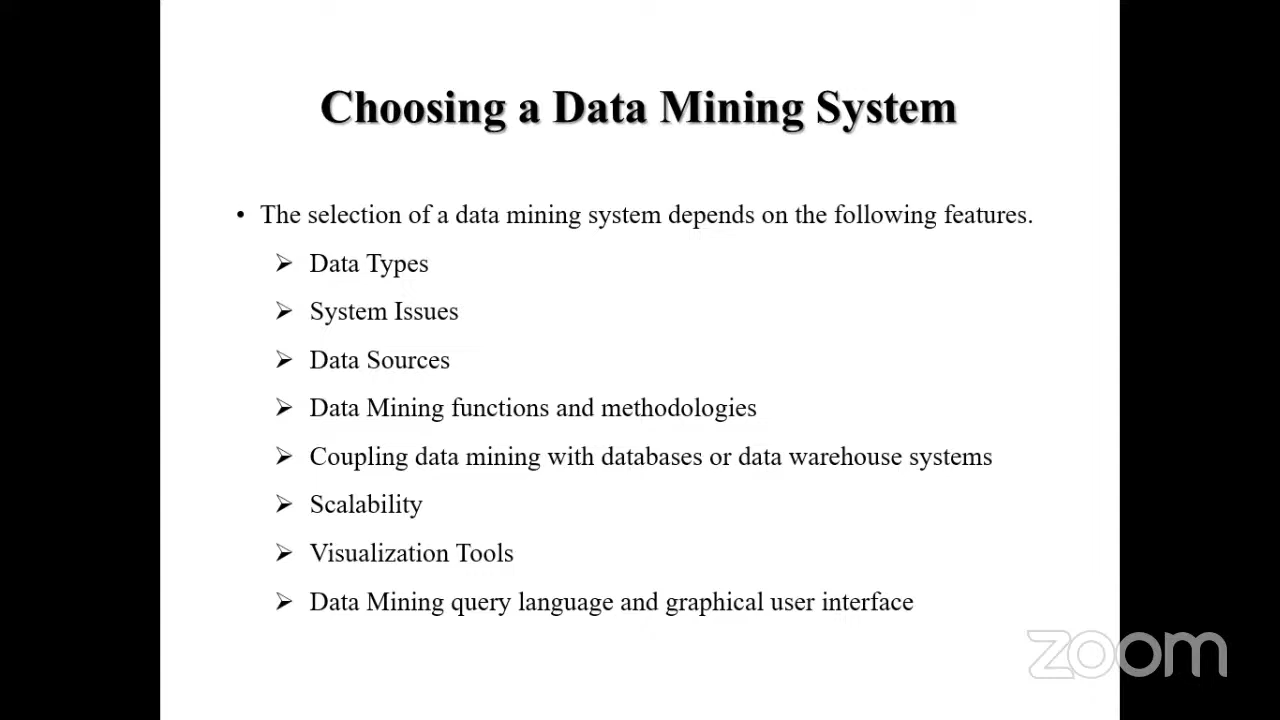 Choosing a Data Mining System
• The selection of a data mining system depends on the following features.
➢ Data Types
➢ System Issues
➢ Data Sources
➢ Data Mining functions and methodologies
➢ Coupling data mining with databases or data warehouse systems
➢ Scalability
➢ Visualization Tools
➢ Data Mining query language and graphical user interface
zoom